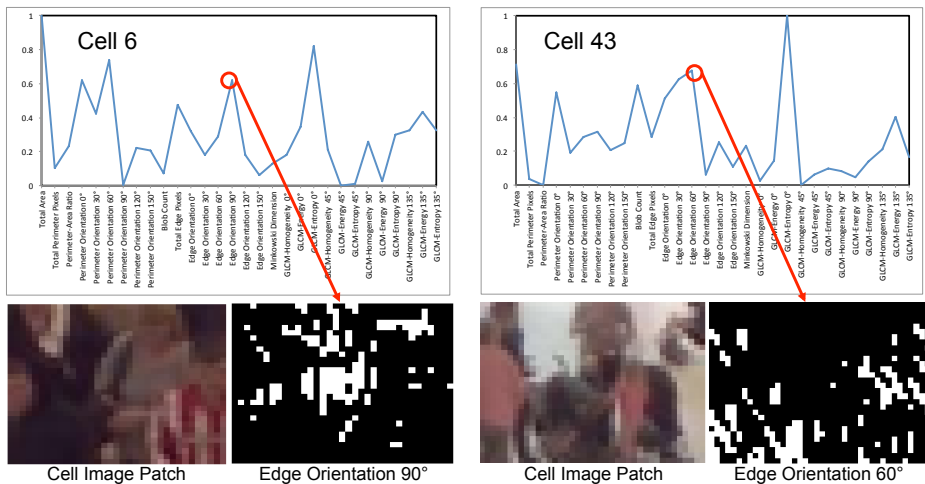 Cell 6
1
0.8
0.6
0.4
0.2
0
Total Area
Total Perimeter Pixels
Perimeter-Area Ratio
Perimeter Orientation 0°
Perimeter Orientation 30°
Perimeter Orientation 60°
Perimeter Orientation 90°
Perimeter Orientation 120°
Perimeter Orientation 150°
Blob Count
Total Edge Pixels
Edge Orientation 0°
Edge Orientation 30°
Edge Orientation 60°
Edge Orientation 90°
Edge Orientation 120°
Edge Orientation 150°
Minkowski Dimension
GLCM-Homogeneity 0°
GLCM-Energy 0°
GLCM-Entropy 0°
GLCM-Homogeneity 45°
GLCM-Energy 45°
GLCM-Entropy 45°
GLCM-Homogeneity 90°
GLCM-Energy 90°
GLCM-Entropy 90°
GLCM-Homogeneity 135°
GLCM-Energy 135°
GLCM-Entropy 135°
Cell Image Patch
Edge Orientation 90°
Cell 43
1
0.8
0.6
0.4
0.2
0
Total Area
Total Perimeter Pixels
Perimeter-Area Ratio
Perimeter Orientation 0°
Perimeter Orientation 30°
Perimeter Orientation 60°
Perimeter Orientation 90°
Perimeter Orientation 120°
Perimeter Orientation 150°
Blob Count
Total Edge Pixels
Edge Orientation 0°
Edge Orientation 30°
Edge Orientation 60°
Edge Orientation 90°
Edge Orientation 120°
Edge Orientation 150°
Minkowski Dimension
GLCM-Homogeneity 0°
GLCM-Energy 0°
GLCM-Entropy 0°
GLCM-Homogeneity 45°
GLCM-Energy 45°
GLCM-Entropy 45°
GLCM-Homogeneity 90°
GLCM-Energy 90°
GLCM-Entropy 90°
GLCM-Homogeneity 135°
GLCM-Energy 135°
GLCM-Entropy 135°
Cell Image Patch
Edge Orientation 60°